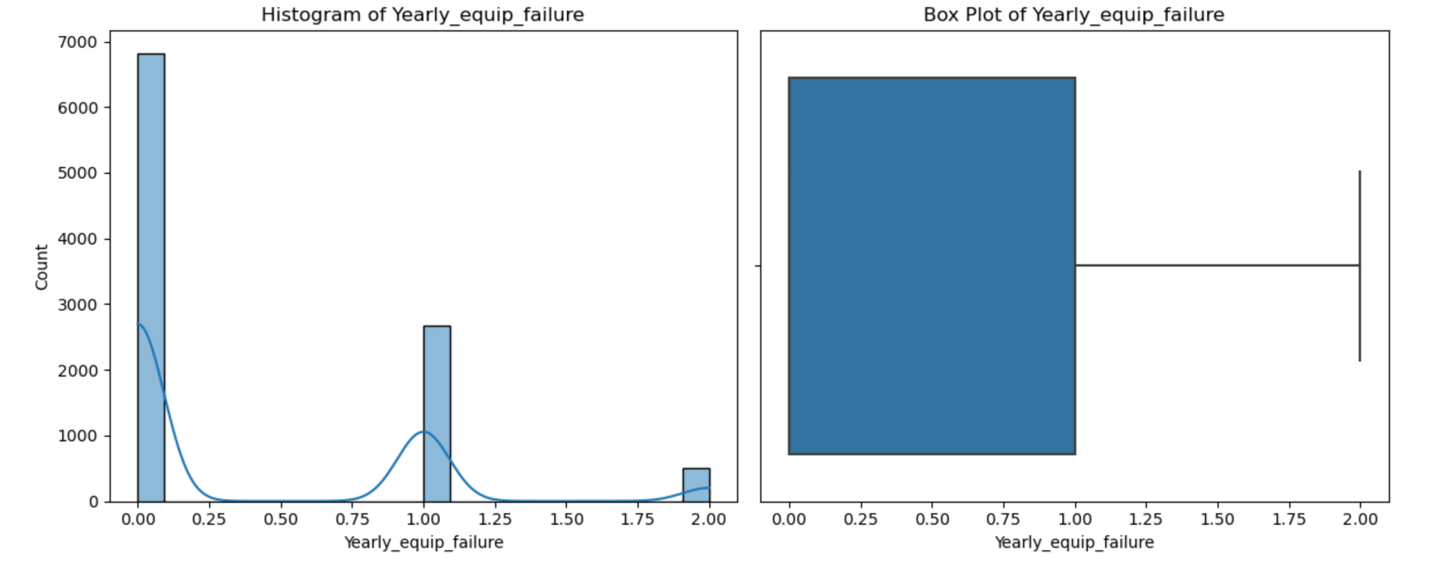 Histogram of Yearly_equip_failure
7000
6000
5000
4000
3000
2000
1000
0
Count
0.00 0.25 0.50 0.75 1.00 1.25 1.50 1.75 2.00
Yearly_equip_failure
Box Plot of Yearly_equip_failure
0.00 0.25 0.50 0.75 1.00 1.25 1.50 1.75 2.00
Yearly_equip_failure